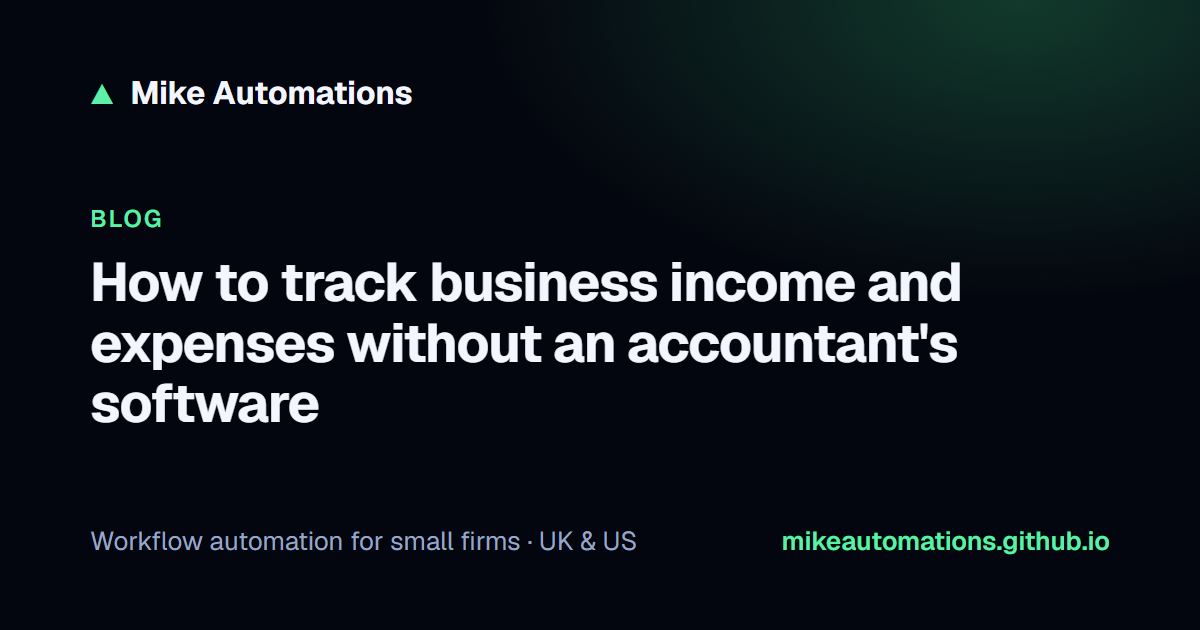 Mike Automations
BLOG
How to track business income and
expenses without an accountant's
software
Workflow automation for small firms · UK & US
mikeautomations.github.io